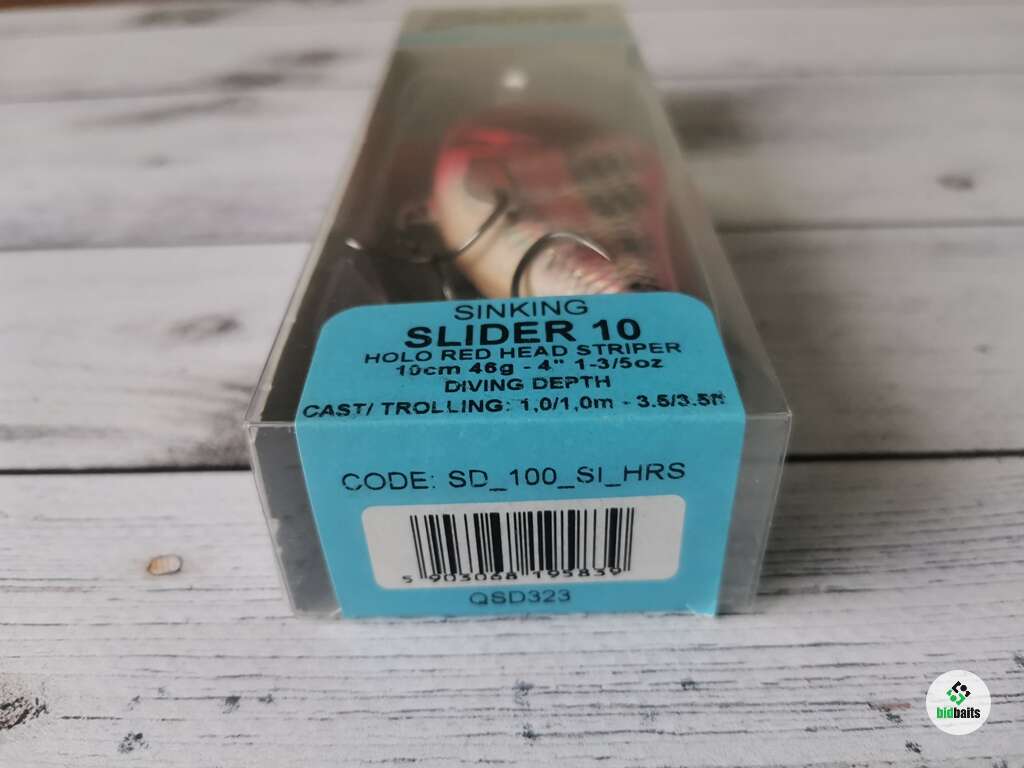 SINKING
SLIDER 10
HOLO RED HEAD STRIPER
10cm 46g - 4" 1-3/5oz
DIVING DEPTH
CAST/ TROLLING: 1,0/1,0m - 3.5/3.5ft
CODE: SD_100_SI_HRS
5 903068 193839
QSD323
bidbaits